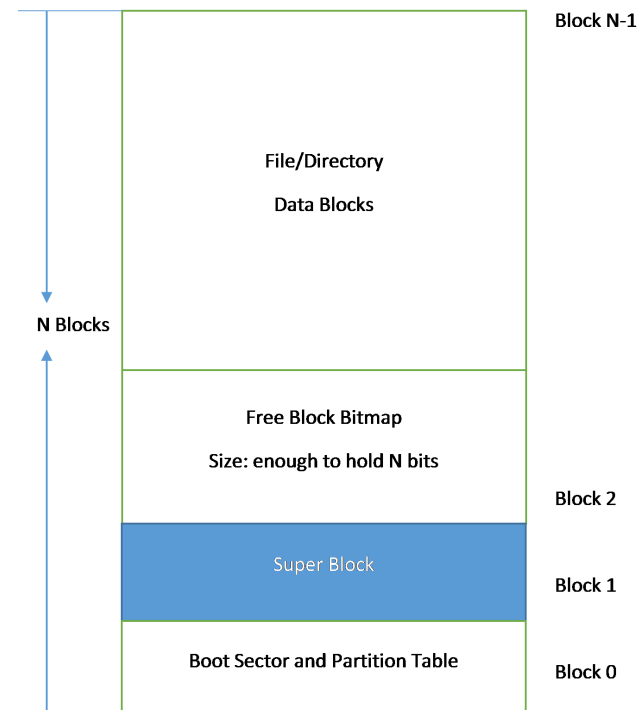 Block N-1
File/Directory
Data Blocks
N Blocks
Free Block Bitmap
Size: enough to hold N bits
Block 2
Super Block
Block 1
Boot Sector and Partition Table
Block 0